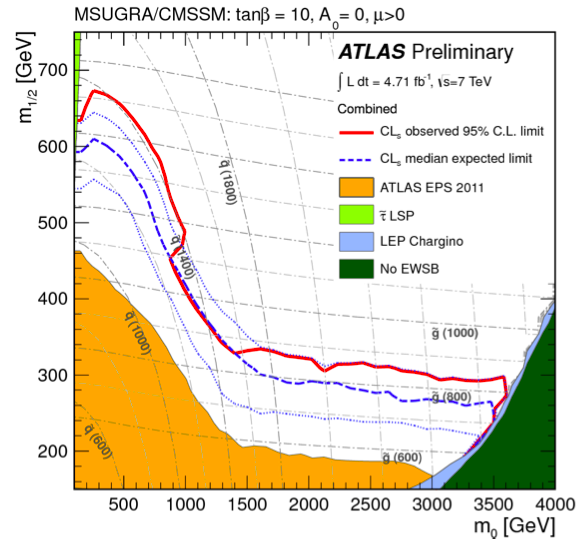 MSUGRA/CMSSM: tanβ = 10, A₀= 0, μ>0
ATLAS Preliminary
∫ L dt = 4.71 fb⁻¹, √s=7 TeV
Combined
CLₛ observed 95% C.L. limit
CLₛ median expected limit
ATLAS EPS 2011
τ̃ LSP
LEP Chargino
No EWSB
m₁/₂ [GeV]
700
600
500
400
300
200
q̃ (1800)
q̃ (1400)
q̃ (1000)
q̃ (600)
g̃ (1000)
g̃ (800)
g̃ (600)
500 1000 1500 2000 2500 3000 3500 4000
m₀ [GeV]